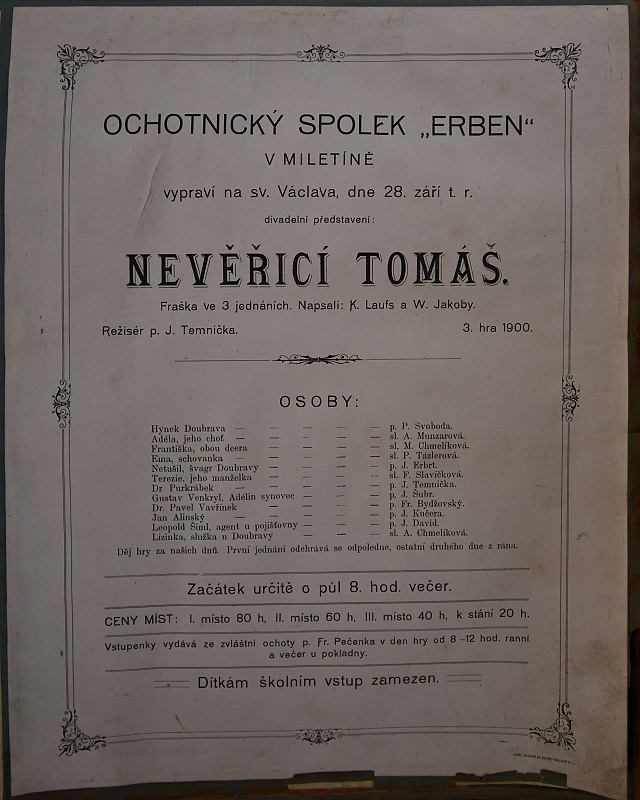 OCHOTNICKÝ SPOLEK „ERBEN“
V MILETÍNĚ
vypraví na sv. Václava, dne 28. září t. r.
divadelní představení:
NEVĚŘICÍ TOMÁŠ.
Fraška ve 3 jednáních. Napsali: K. Laufs a W. Jakoby.
Režisér p. J. Temnička. 3. hra 1900.
OSOBY:
Hynek Doubrava — — — — — p. P. Svoboda.
Adéla, jeho choť — — — — — sl. A. Munzarová.
Františka, obou dcera — — — — sl. M. Chmelíková.
Ema, schovanka — — — — — sl. P. Tázlerová.
Netušil, švagr Doubravy — — — — p. J. Erbrt.
Terezie, jeho manželka — — — — sl. F. Slavíčková.
Dr Purkrábek — — — — — p. J. Temnička.
Gustav Venkryl, Adélin synovec — — — p. J. Šubr.
Dr. Pavel Vavřínek — — — — p. Fr. Bydžovský.
Jan Alinský — — — — — p. J. Kučera.
Leopold Šiml, agent u pojišťovny — — — p. J. David.
Lízinka, služka u Doubravy — — — — sl. A. Chmelíková.
Děj hry za našich dnů. První jednání odehrává se odpoledne, ostatní druhého dne z rána.
Začátek určitě o půl 8. hod. večer.
CENY MÍST: I. místo 80 h, II. místo 60 h, III. místo 40 h, k stání 20 h.
Vstupenky vydává ze zvláštní ochoty p. Fr. Pečenka v den hry od 8–12 hod. ranní
a večer u pokladny.
Dítkám školním vstup zamezen.